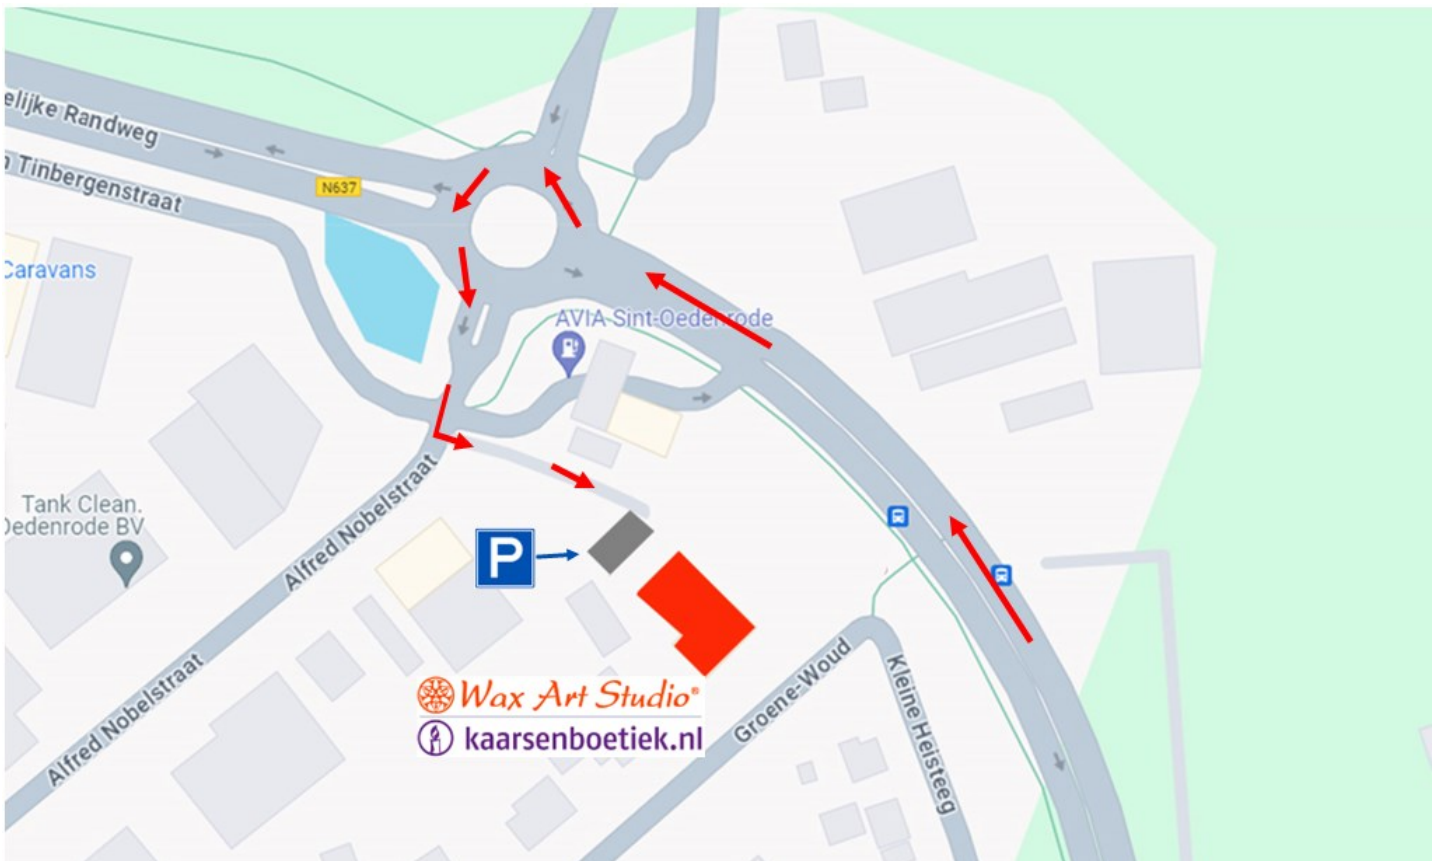 elijke Randweg
n Tinbergenstraat
N637
Caravans
AVIA Sint-Oedenrode
Tank Clean.
Oedenrode BV
Alfred Nobelstraat
P
Alfred Nobelstraat
Wax Art Studio®
kaarsenboetiek.nl
Groene-Woud
Kleine Heisteeg